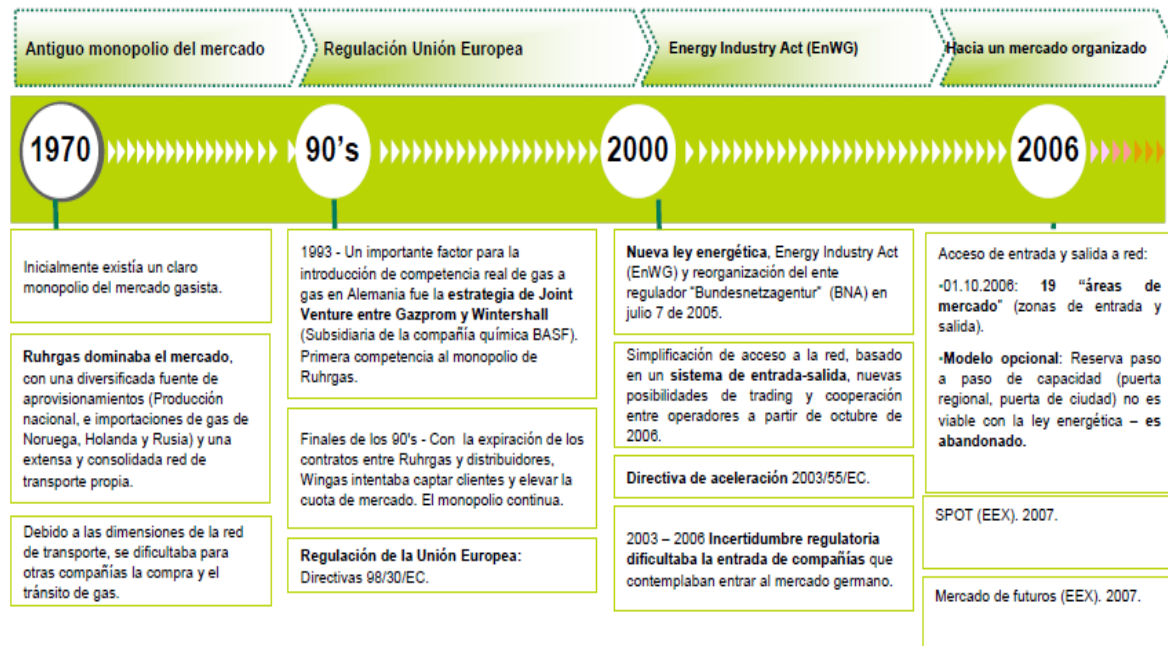 Antiguo monopolio del mercado
Regulación Unión Europea
Energy Industry Act (EnWG)
Hacia un mercado organizado
1970
90's
2000
2006
Inicialmente existía un claro
monopolio del mercado gasista.
Ruhrgas dominaba el mercado,
con una diversificada fuente de
aprovisionamientos (Producción
nacional, e importaciones de gas de
Noruega, Holanda y Rusia) y una
extensa y consolidada red de
transporte propia.
Debido a las dimensiones de la red
de transporte, se dificultaba para
otras compañías la compra y el
tránsito de gas.
1993 - Un importante factor para la
introducción de competencia real de gas a
gas en Alemania fue la estrategia de Joint
Venture entre Gazprom y Wintershall
(Subsidiaria de la compañía química BASF).
Primera competencia al monopolio de
Ruhrgas.
Finales de los 90's - Con la expiración de los
contratos entre Ruhrgas y distribuidores,
Wingas intentaba captar clientes y elevar la
cuota de mercado. El monopolio continua.
Regulación de la Unión Europea:
Directivas 98/30/EC.
Nueva ley energética, Energy Industry Act
(EnWG) y reorganización del ente
regulador "Bundesnetzagentur" (BNA) en
julio 7 de 2005.
Simplificación de acceso a la red, basado
en un sistema de entrada-salida, nuevas
posibilidades de trading y cooperación
entre operadores a partir de octubre de
2006.
Directiva de aceleración 2003/55/EC.
2003 – 2006 Incertidumbre regulatoria
dificultaba la entrada de compañías que
contemplaban entrar al mercado germano.
Acceso de entrada y salida a red:
•01.10.2006: 19 "áreas de
mercado" (zonas de entrada y
salida).
•Modelo opcional: Reserva paso
a paso de capacidad (puerta
regional, puerta de ciudad) no es
viable con la ley energética – es
abandonado.
SPOT (EEX). 2007.
Mercado de futuros (EEX). 2007.